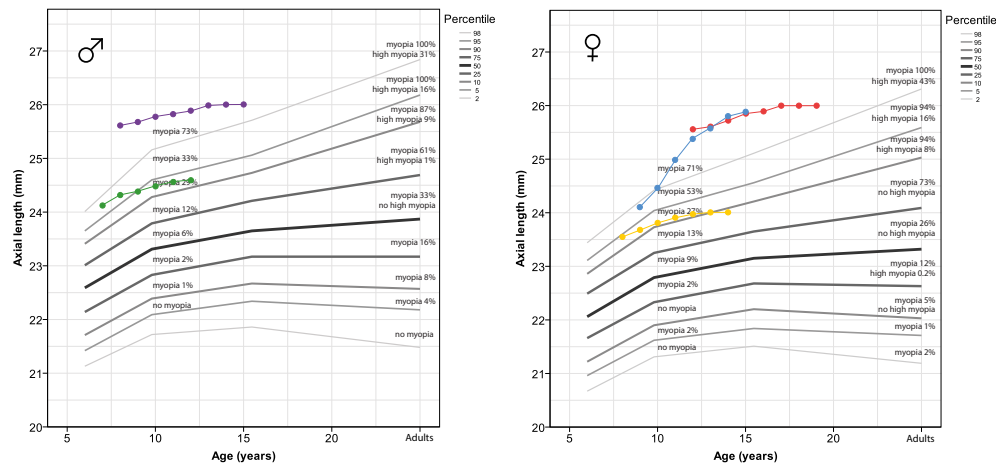 Percentile
98
95
90
75
50
25
10
5
2
27
26
25
24
23
22
21
20
Axial length (mm)
5
10
15
20
Adults
Age (years)
myopia 73%
myopia 33%
myopia 29%
myopia 12%
myopia 6%
myopia 2%
myopia 1%
no myopia
myopia 100%
high myopia 31%
myopia 100%
high myopia 16%
myopia 87%
high myopia 9%
myopia 61%
high myopia 1%
myopia 33%
no high myopia
myopia 16%
myopia 8%
myopia 4%
no myopia
Percentile
98
95
90
75
50
25
10
5
2
27
26
25
24
23
22
21
20
Axial length (mm)
5
10
15
20
Adults
Age (years)
myopia 71%
myopia 53%
myopia 27%
myopia 13%
myopia 9%
myopia 2%
no myopia
myopia 2%
no myopia
myopia 100%
high myopia 43%
myopia 94%
high myopia 16%
myopia 94%
high myopia 8%
myopia 73%
no high myopia
myopia 26%
no high myopia
myopia 12%
high myopia 0.2%
myopia 5%
no high myopia
myopia 1%
myopia 2%